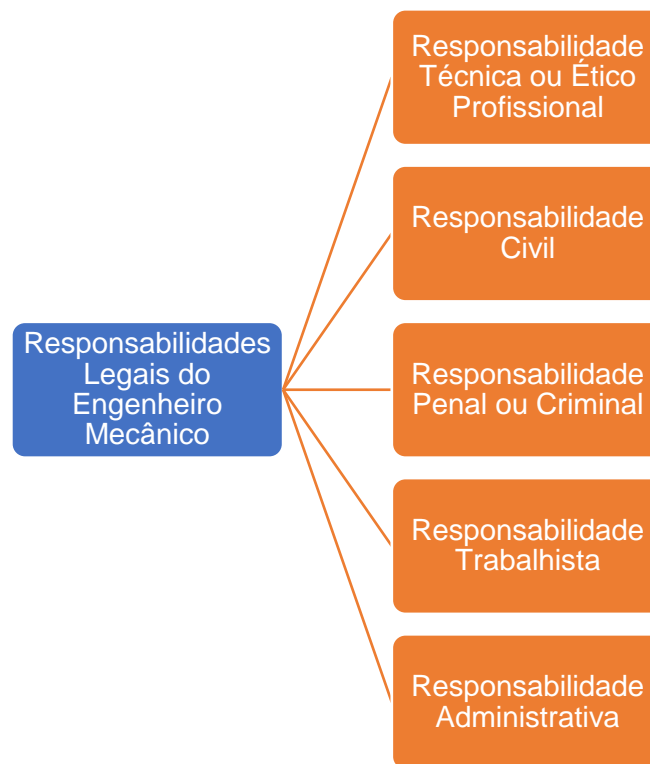 Responsabilidades
Legais do
Engenheiro
Mecânico
Responsabilidade
Técnica ou Ético
Profissional
Responsabilidade
Civil
Responsabilidade
Penal ou Criminal
Responsabilidade
Trabalhista
Responsabilidade
Administrativa